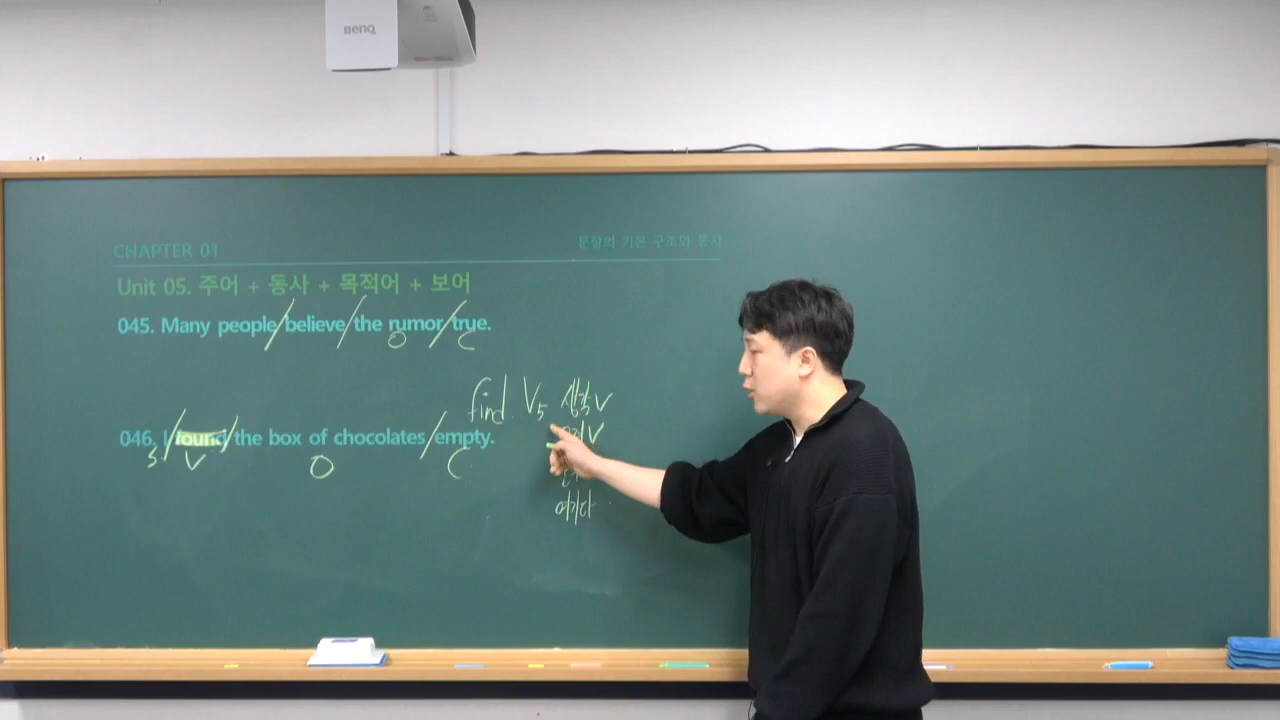 BenQ
CHAPTER 01
문장의 기본 구조와 동사
Unit 05. 주어 + 동사 + 목적어 + 보어
045. Many people / believe / the rumor / true.
O C
find V5 생각V
V
046. I / found / the box of chocolates / empty.
S V O C
여기다